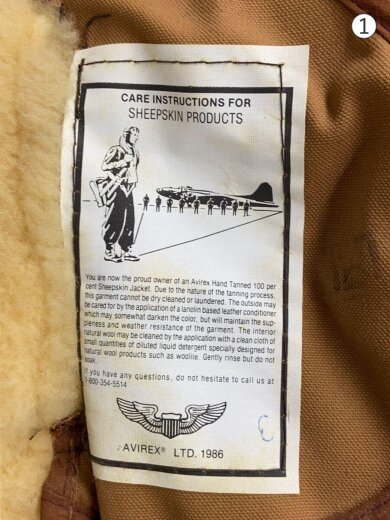 1
CARE INSTRUCTIONS FOR
SHEEPSKIN PRODUCTS
You are now the proud owner of an Avirex Hand Tanned 100 per
cent Sheepskin Jacket. Due to the nature of the tanning process,
this garment cannot be dry cleaned or laundered. The outside may
be cared for by the application of a lanolin based leather conditioner
which may somewhat darken the color, but will maintain the sup-
pleness and weather resistance of the garment. The interior
natural wool may be cleaned by the application with a clean cloth of
small quantities of diluted liquid detergent specially designed for
natural wool products such as woolite. Gently rinse but do not
soak.
If you have any questions, do not hesitate to call us at
1-800-354-5514
AVIREX® LTD. 1986